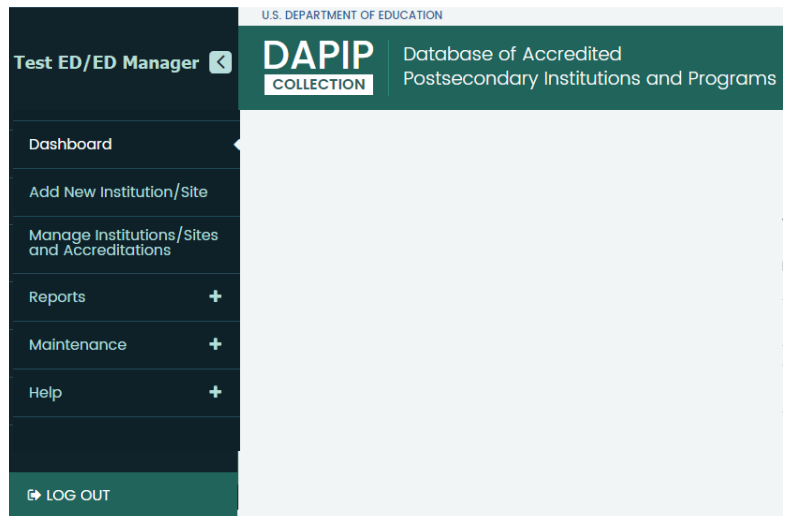 U.S. DEPARTMENT OF EDUCATION
Test ED/ED Manager
DAPIP
COLLECTION
Database of Accredited
Postsecondary Institutions and Programs
Dashboard
Add New Institution/Site
Manage Institutions/Sites
and Accreditations
Reports
Maintenance
Help
LOG OUT